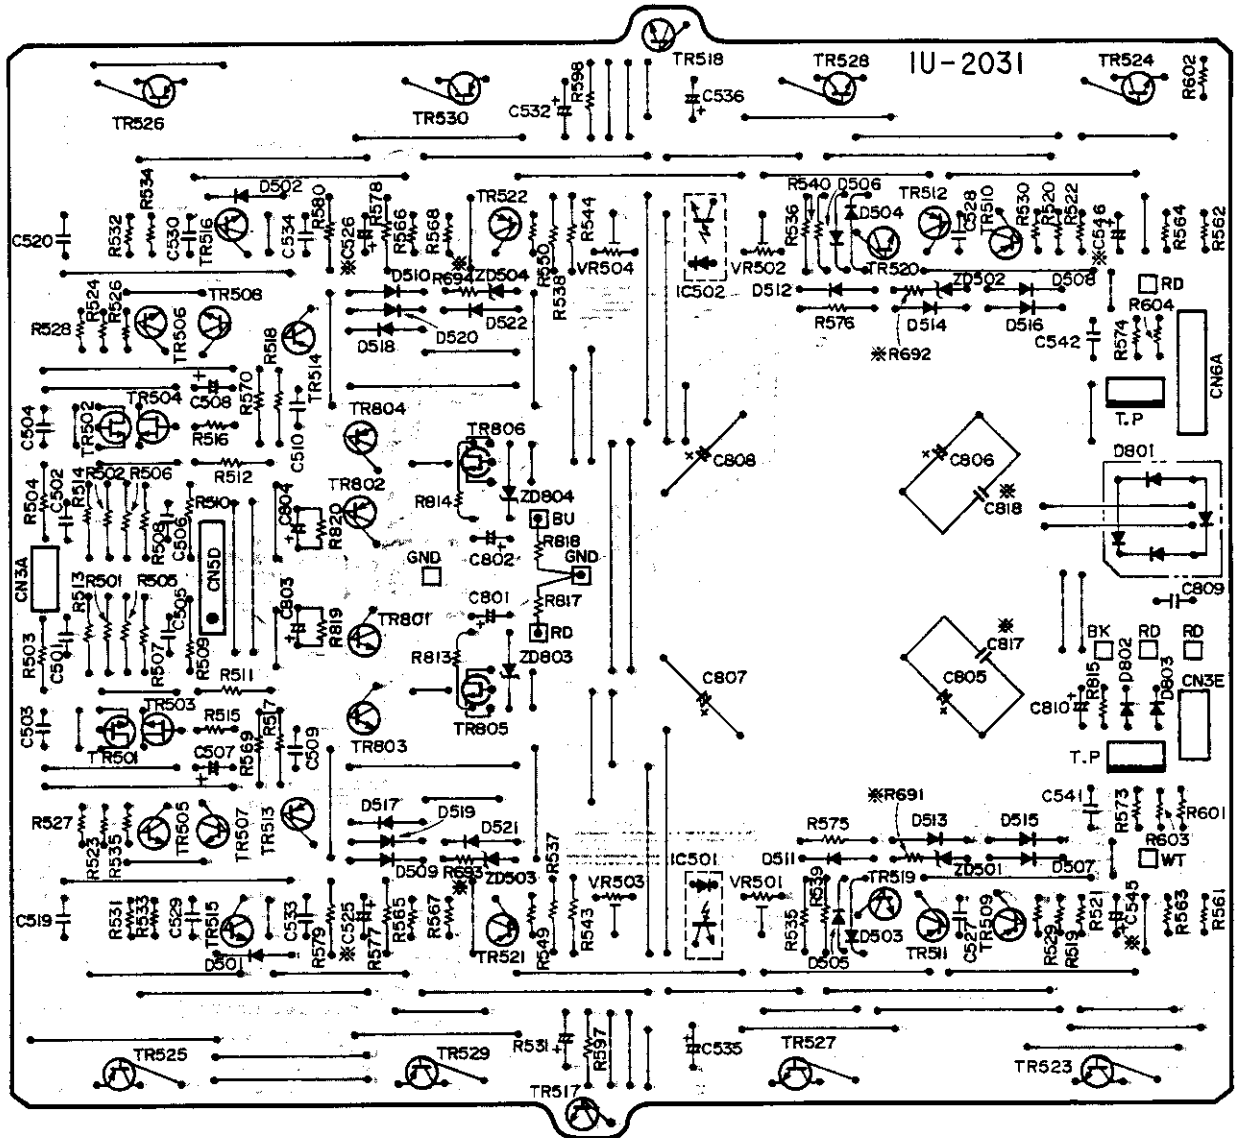 TR518
1U-2031
TR526
TR530
C532
R598
C536
TR528
TR524
R602
D502
C520
R532
R534
C530
TR516
C534
R580
※C526
R578
R566
R568
TR522
R550
R538
R544
VR504
IC502
VR502
R536
R540
D506
D504
TR520
TR512
C528
TR510
R530
R520
R522
※C546
R564
R562
D510
R694※
ZD504
D512
ZD502
D508
RD
R528
R524
R526
TR506
TR508
R518
TR514
D518
D520
D522
R576
D514
D516
※R692
C542
R574
R604
CN6A
C504
TR502
TR504
C508
R516
R570
C510
TR804
TR806
T.P
R504
C502
R514
R502
R506
R512
R510
C804
R820
TR802
R814
ZD804
C808
C806
※
C818
D801
R508
C506
CN5D
BU
R818
C802
GND
GND
CN3A
R513
R501
R505
C505
C803
R819
TR801
C801
R817
RD
C809
R503
C501
R507
R509
R511
R813
ZD803
C807
※
C817
C805
BK
RD
RD
D802
D803
R815
C810
CN3E
C503
TR501
TR503
R515
R517
C507
R569
C509
TR803
TR805
T.P
R527
R523
R535
TR505
TR507
TR513
D517
D519
D521
D509
R693
※
ZD503
R537
IC501
R575
※R691
D513
D515
D511
ZD501
D507
C541
R573
R603
R601
WT
C519
R531
R533
C529
TR515
C533
R579
※C525
R577
R565
R567
TR521
R549
R543
VR503
VR501
R535
R539
D503
D505
TR519
TR511
C527
TR509
R529
R519
R521
※C545
R563
R561
D501
TR525
TR529
R531
R597
C535
TR527
TR523
TR517